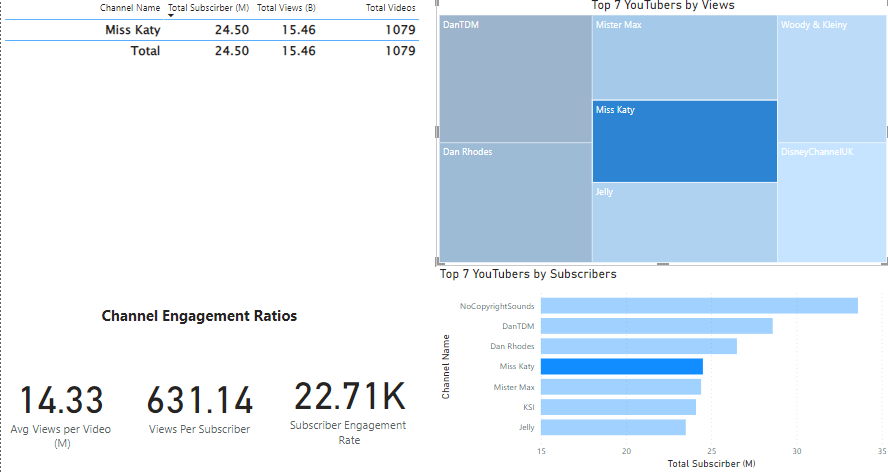 Channel Name Total Subscirber (M) Total Views (B) Total Videos
Miss Katy 24.50 15.46 1079
Total 24.50 15.46 1079
Top 7 YouTubers by Views
DanTDM
Mister Max
Woody & Kleiny
Miss Katy
Dan Rhodes
DisneyChannelUK
Jelly
Channel Engagement Ratios
14.33
Avg Views per Video
(M)
631.14
Views Per Subscriber
22.71K
Subscriber Engagement
Rate
Top 7 YouTubers by Subscribers
Channel Name
NoCopyrightSounds
DanTDM
Dan Rhodes
Miss Katy
Mister Max
KSI
Jelly
15 20 25 30 35
Total Subscirber (M)